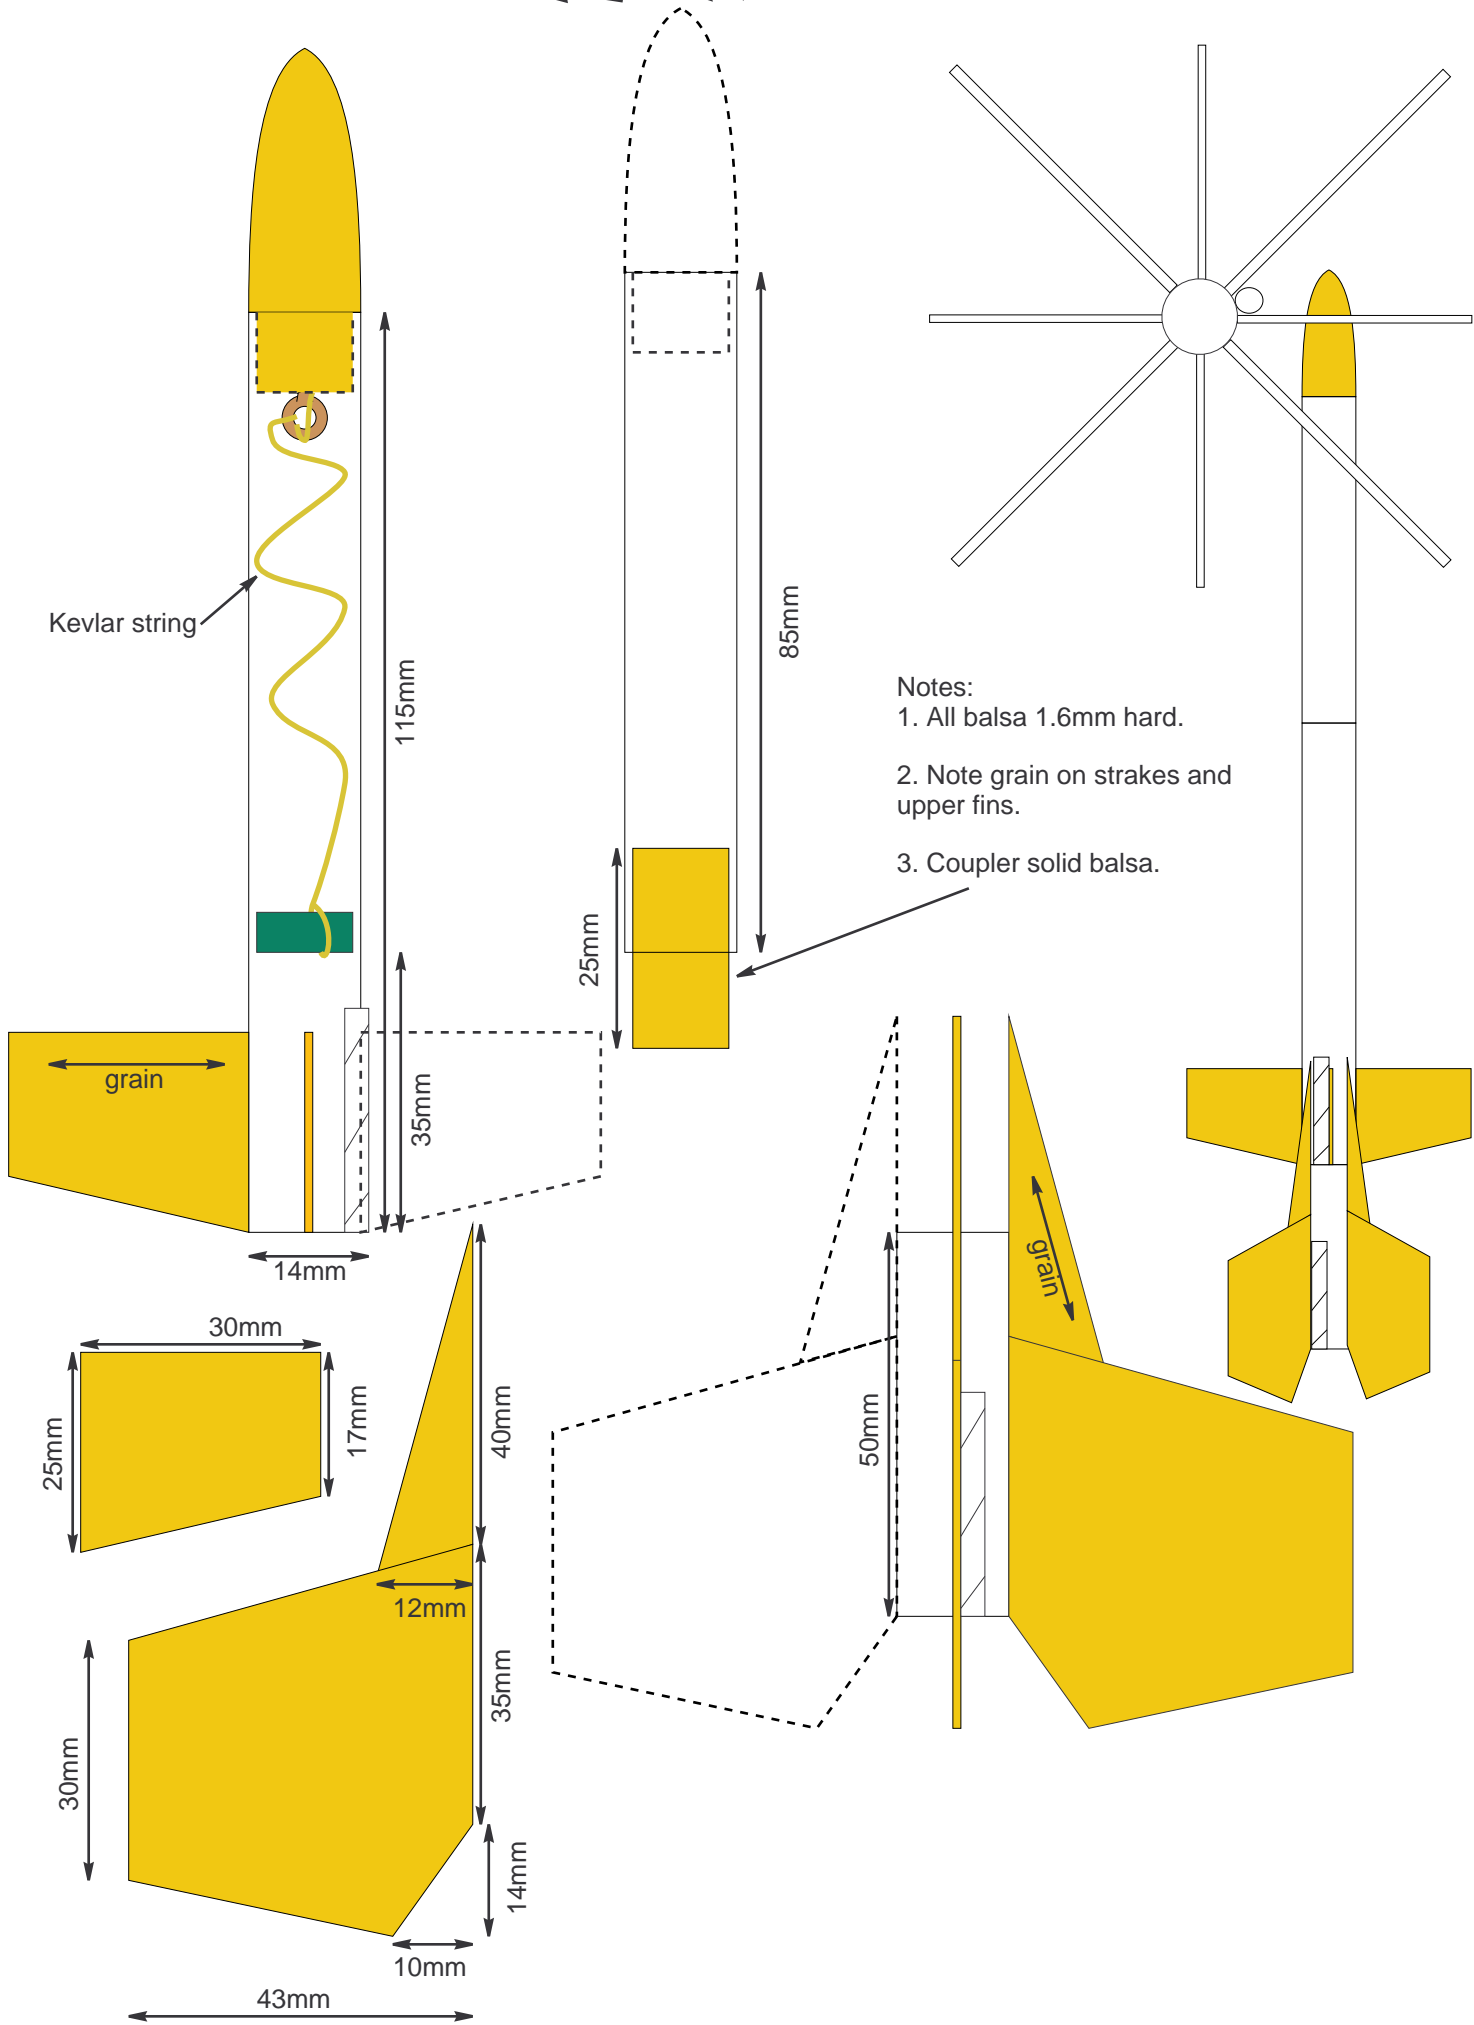 Kevlar string
115mm
85mm
Notes:
1. All balsa 1.6mm hard.
2. Note grain on strakes and
upper fins.
3. Coupler solid balsa.
25mm
grain
35mm
14mm
grain
30mm
25mm
17mm
40mm
50mm
12mm
35mm
30mm
14mm
10mm
43mm